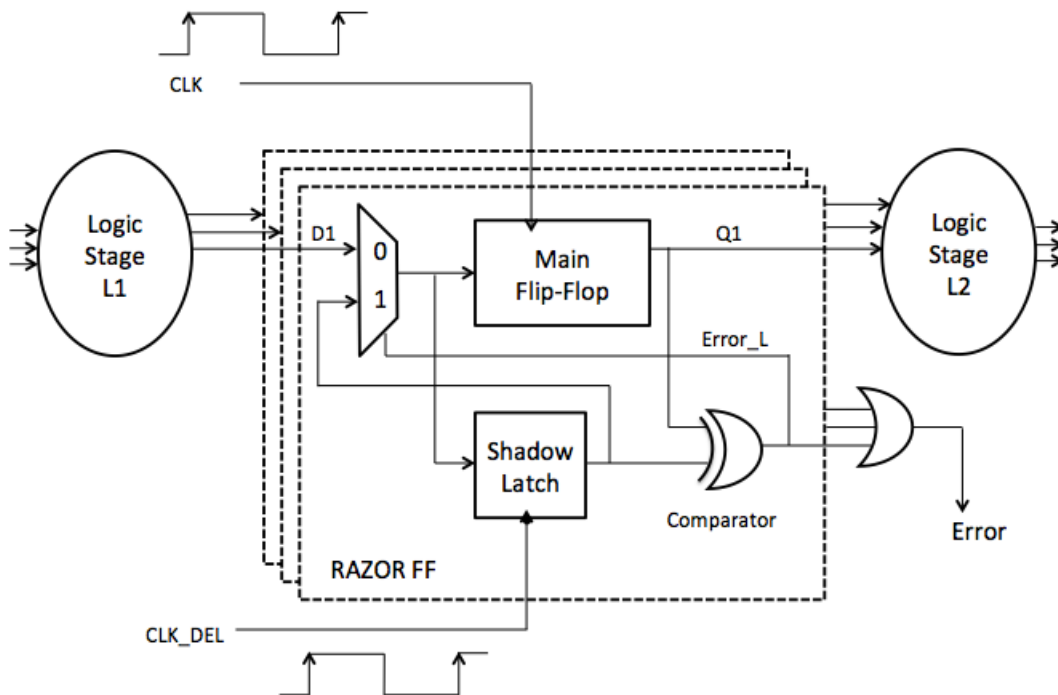 CLK
Logic
Stage
L1
D1
0
1
Main
Flip-Flop
Q1
Logic
Stage
L2
Error_L
Shadow
Latch
Comparator
Error
RAZOR FF
CLK_DEL